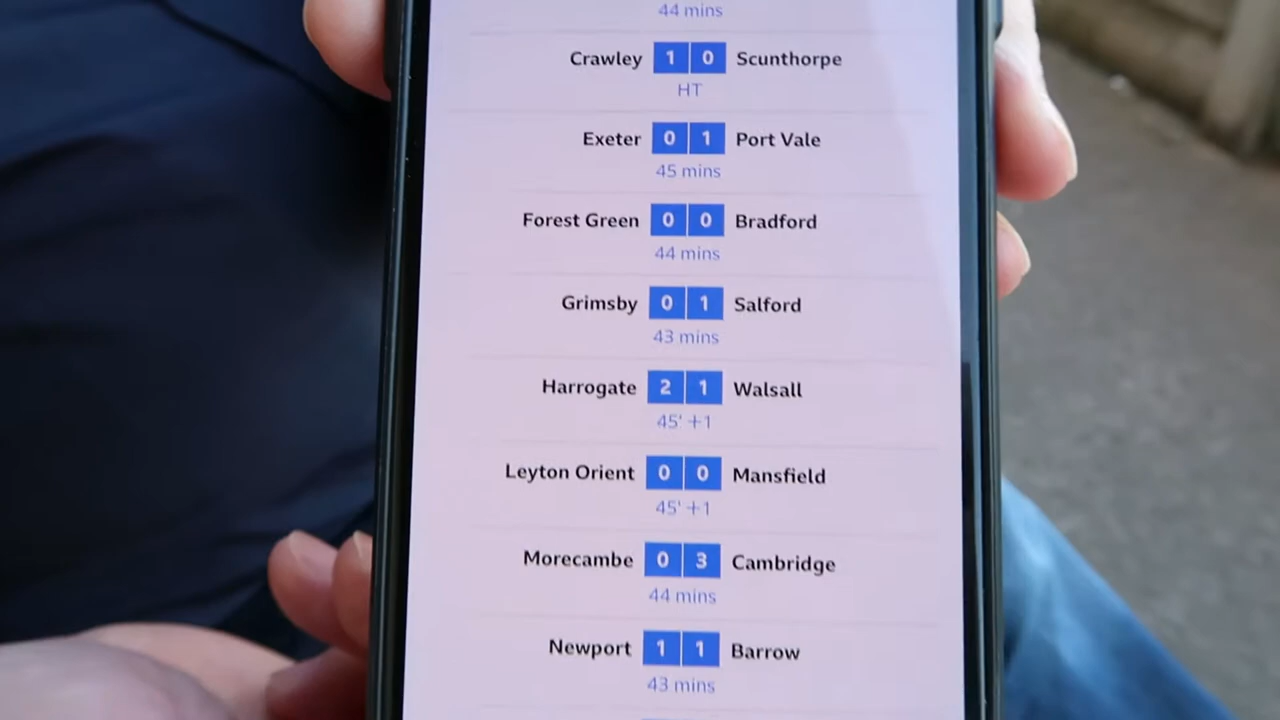 44 mins
Crawley 1 0 Scunthorpe
HT
Exeter 0 1 Port Vale
45 mins
Forest Green 0 0 Bradford
44 mins
Grimsby 0 1 Salford
43 mins
Harrogate 2 1 Walsall
45' +1
Leyton Orient 0 0 Mansfield
45' +1
Morecambe 0 3 Cambridge
44 mins
Newport 1 1 Barrow
43 mins